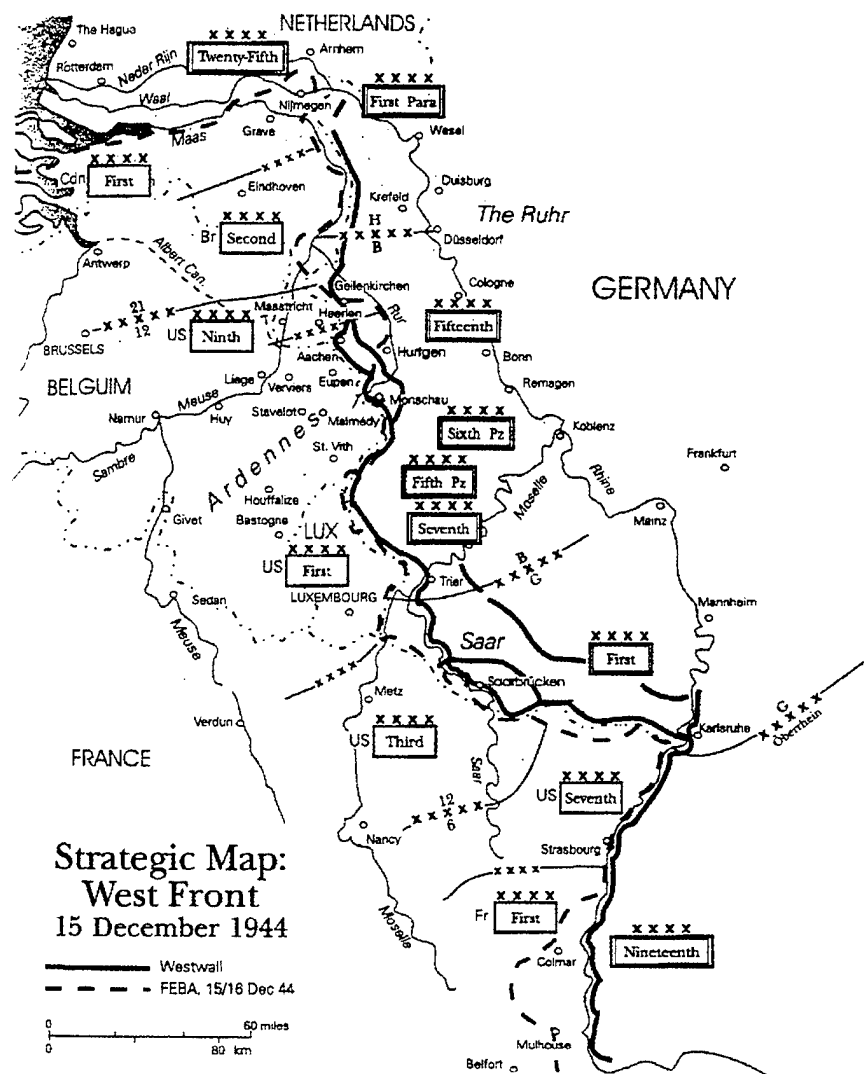 NETHERLANDS
The Hague
Arnhem
x x x x
Twenty-Fifth
Neder Rijn
Rotterdam
x x x x
First Para
Waal
Nijmegen
Grave
Wesel
Maas
x x x x
Cdn First
x x x x
Eindhoven
Duisburg
Krefeld
The Ruhr
x x x x
Br Second
H
x x x x
B
Düsseldorf
Antwerp
Albert Can.
Cologne
GERMANY
Geilenkirchen
21
x x x x
12
Maastricht
Rur
x x x x
Fifteenth
x x x x
US Ninth
Heerlen
x x x x
BRUSSELS
Aachen
Hurtgen
Bonn
BELGUIM
Liege
Eupen
Verviers
Remagen
Meuse
Monschau
Namur
Huy
Stavelot
Malmédy
x x x x
Sixth Pz
Koblenz
Sambre
Ardennes
St. Vith
Frankfurt
x x x x
Fifth Pz
Rhine
Moselle
Houffalize
x x x x
Seventh
Mainz
Givet
Bastogne
LUX
x x x x
US First
B
x x x x
G
Trier
Sedan
LUXEMBOURG
Mannheim
Meuse
Saar
x x x x
First
x x x x
Saarbrücken
Metz
G
x x x x x
Oberrhein
Verdun
Karlsruhe
x x x x
US Third
FRANCE
Saar
x x x x
US Seventh
12
x x x x x
6
Nancy
Strasbourg
Strategic Map:
West Front
15 December 1944
x x x x
x x x x
Fr First
Moselle
x x x x
Nineteenth
Colmar
Westwall
FEBA, 15/16 Dec 44
0 60 miles
0 80 km
Mulhouse
Belfort